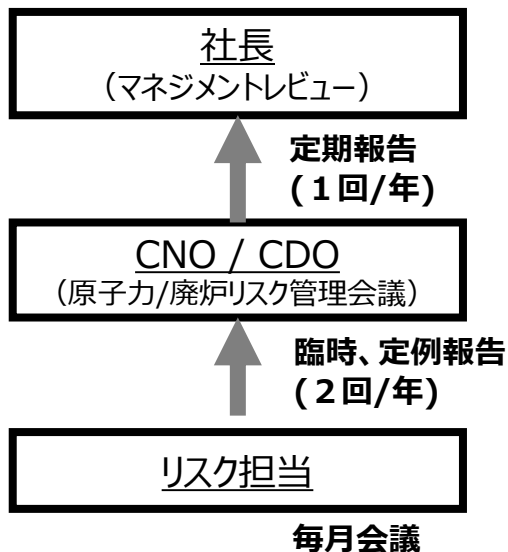 社長
（マネジメントレビュー）
定期報告
(１回/年)
CNO / CDO
（原子力/廃炉リスク管理会議）
臨時、定例報告
(２回/年)
リスク担当
毎月会議